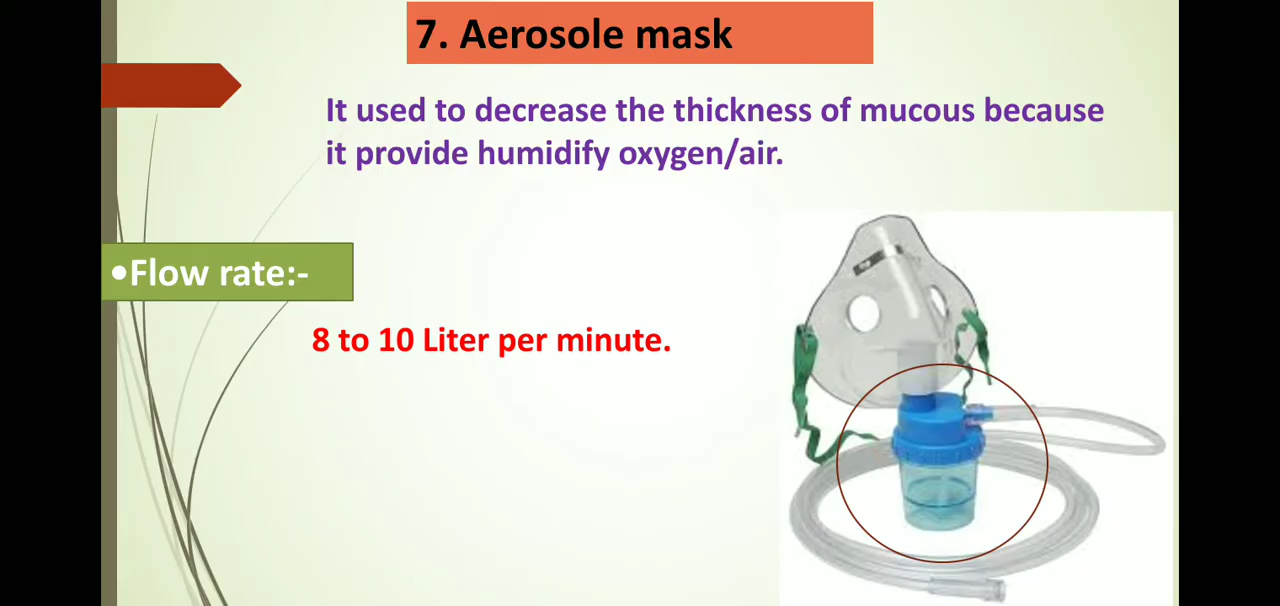 7. Aerosole mask
It used to decrease the thickness of mucous because
it provide humidify oxygen/air.
•Flow rate:-
8 to 10 Liter per minute.